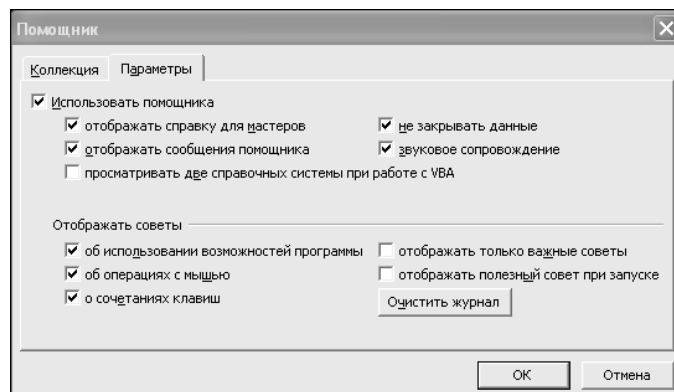 Помощник
Коллекция Параметры
Использовать помощника
отображать справку для мастеров не закрывать данные
отображать сообщения помощника звуковое сопровождение
просматривать две справочных системы при работе с VBA
Отображать советы
об использовании возможностей программы отображать только важные советы
об операциях с мышью отображать полезный совет при запуске
о сочетаниях клавиш Очистить журнал
OK Отмена